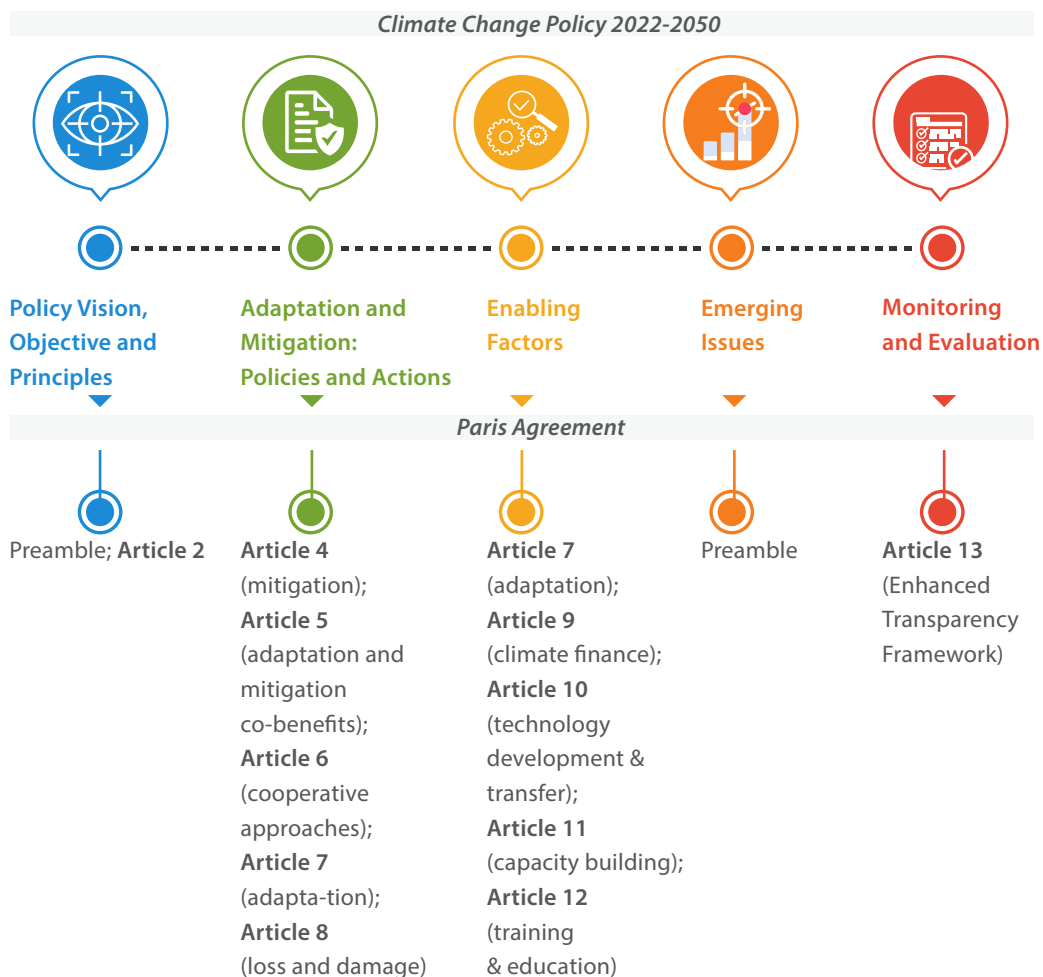 Climate Change Policy 2022-2050
Policy Vision,
Objective and
Principles
Adaptation and
Mitigation:
Policies and Actions
Enabling
Factors
Emerging
Issues
Monitoring
and Evaluation
Paris Agreement
Preamble; Article 2
Article 4
(mitigation);
Article 5
(adaptation and
mitigation
co-benefits);
Article 6
(cooperative
approaches);
Article 7
(adapta-tion);
Article 8
(loss and damage)
Article 7
(adaptation);
Article 9
(climate finance);
Article 10
(technology
development &
transfer);
Article 11
(capacity building);
Article 12
(training
& education)
Preamble
Article 13
(Enhanced
Transparency
Framework)